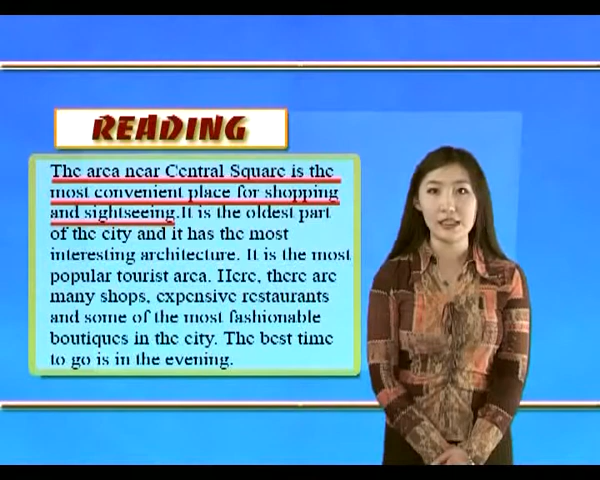 READING
The area near Central Square is the
most convenient place for shopping
and sightseeing.It is the oldest part
of the city and it has the most
interesting architecture. It is the most
popular tourist area. Here, there are
many shops, expensive restaurants
and some of the most fashionable
boutiques in the city. The best time
to go is in the evening.